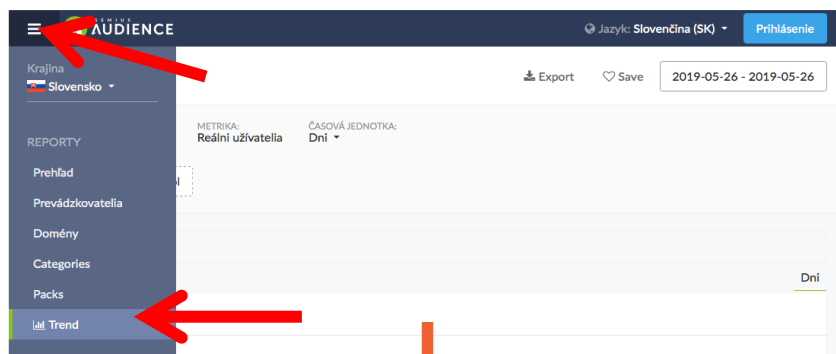 GEMIUS
AUDIENCE
Jazyk: Slovenčina (SK)
Prihlásenie
Krajina
Slovensko
Export
Save
2019-05-26 - 2019-05-26
METRIKA:
Reálni užívatelia
ČASOVÁ JEDNOTKA:
Dni
REPORTY
Prehľad
Prevádzkovatelia
Domény
Categories
Packs
Trend
Dni